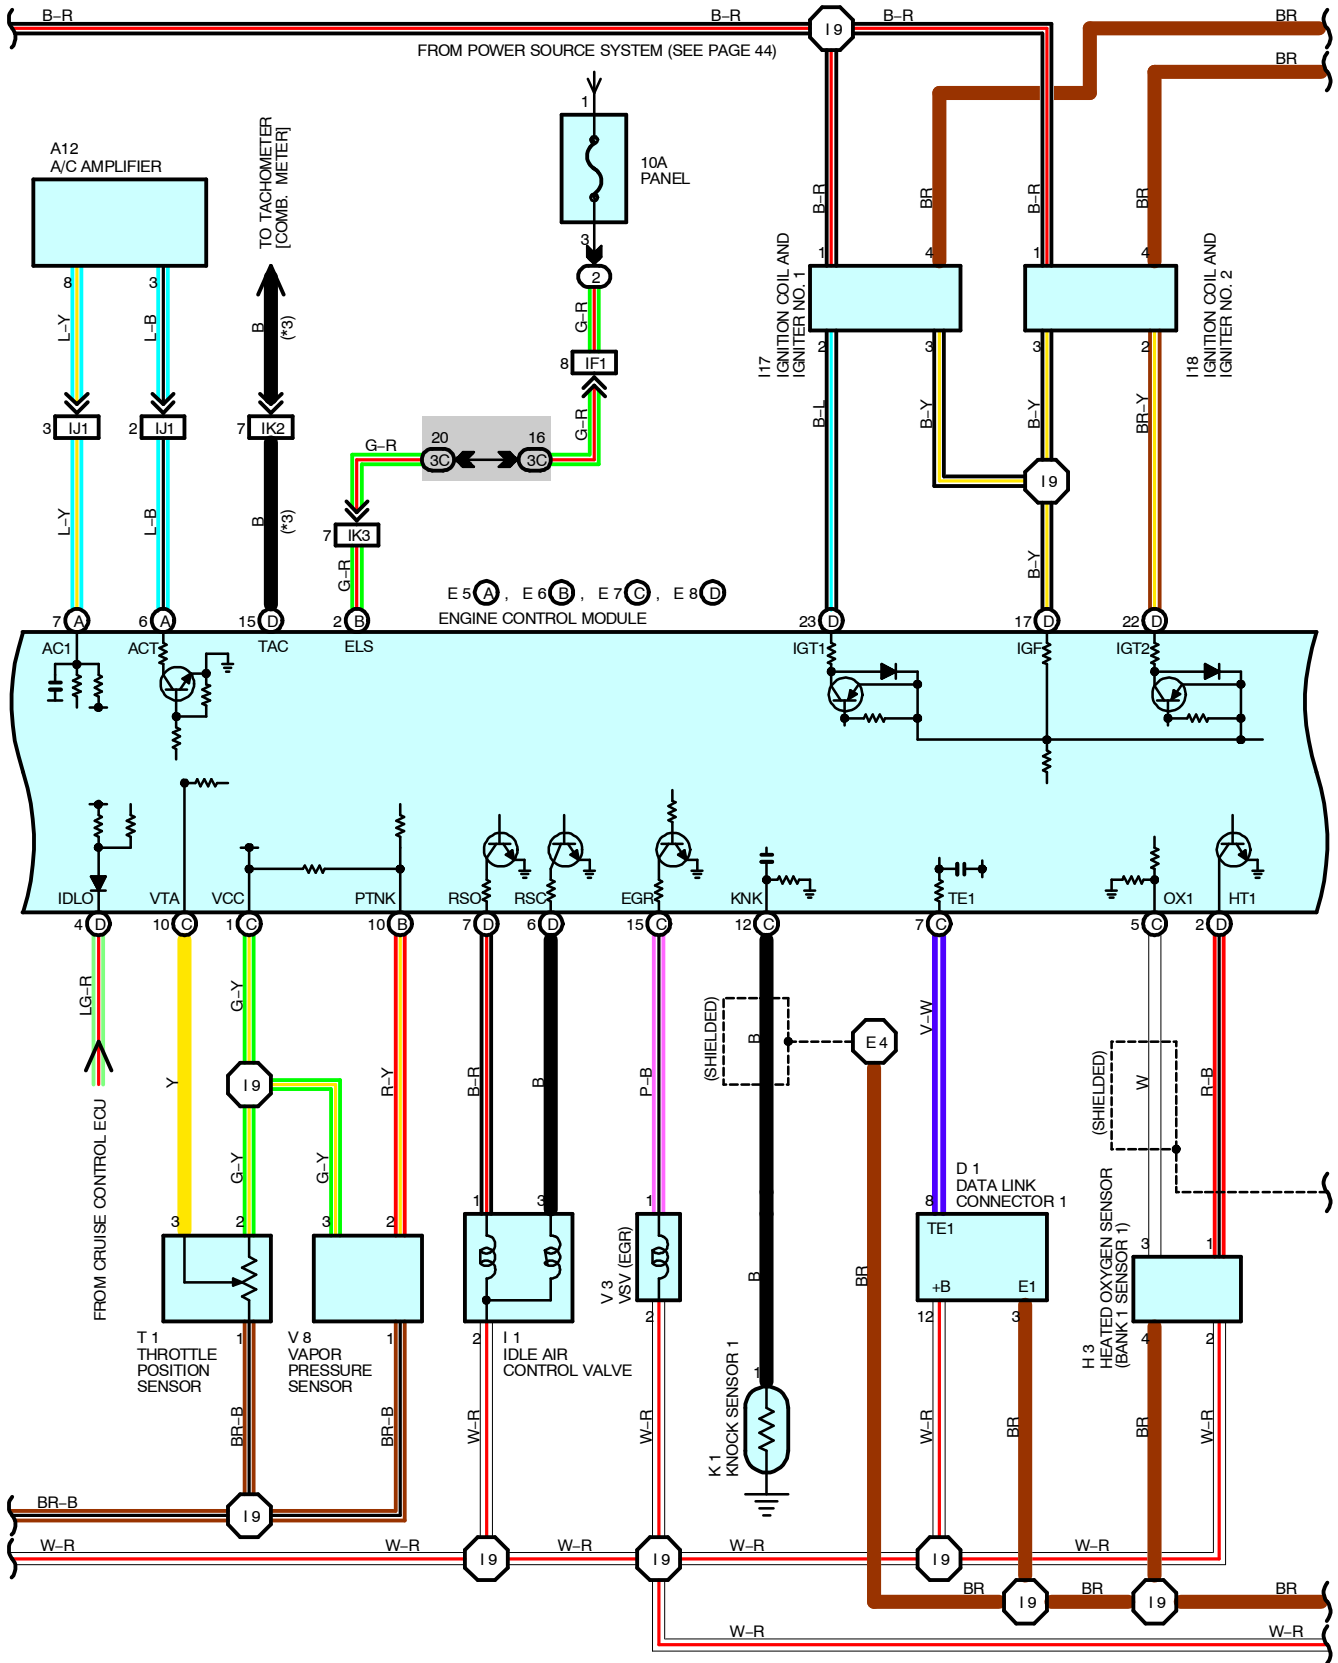 B–R
B–R
B–R
BR
I 9
FROM POWER SOURCE SYSTEM (SEE PAGE 44)
BR
1
A12
A/C AMPLIFIER
TO TACHOMETER
[COMB. METER]
10A
PANEL
B–R
BR
B–R
BR
3
1
4
1
4
2
8
3
I17
IGNITION COIL AND
IGNITER NO. 1
I18
IGNITION COIL AND
IGNITER NO. 2
L–Y
L–B
B
(*3)
G–R
2
3
3
2
8
IF1
3
IJ1
2
IJ1
7
IK2
G–R
B–L
B–Y
B–Y
BR–Y
G–R
20
16
3C
3C
I 9
L–Y
L–B
B
(*3)
7
IK3
G–R
B–Y
E 5 A , E 6 B , E 7 C , E 8 D
ENGINE CONTROL MODULE
7 A
6 A
15 D
2 B
23 D
17 D
22 D
AC1
ACT
TAC
ELS
IGT1
IGF
IGT2
IDLO
VTA
VCC
PTNK
RSO
RSC
EGR
KNK
TE1
OX1
HT1
4 D
10 C
1 C
10 B
7 D
6 D
15 C
12 C
7 C
5 C
2 D
LG–R
G–Y
(SHIELDED)
B
V–W
E 4
Y
I 9
R–Y
B–R
B
P–B
(SHIELDED)
W
R–B
FROM CRUISE CONTROL ECU
G–Y
G–Y
D 1
DATA LINK
CONNECTOR 1
3
2
3
2
1
3
1
8
TE1
+B
E1
3
1
V 3
VSV (EGR)
B
BR
H 3
HEATED OXYGEN SENSOR
(BANK 1 SENSOR 1)
1
1
2
2
12
3
4
2
T 1
THROTTLE
POSITION
SENSOR
V 8
VAPOR
PRESSURE
SENSOR
I 1
IDLE AIR
CONTROL VALVE
1
K 1
KNOCK SENSOR 1
BR–B
BR–B
W–R
W–R
W–R
BR
BR
W–R
BR–B
I 9
W–R
W–R
I 9
W–R
I 9
W–R
I 9
W–R
BR
I 9
BR
I 9
BR
W–R
W–R